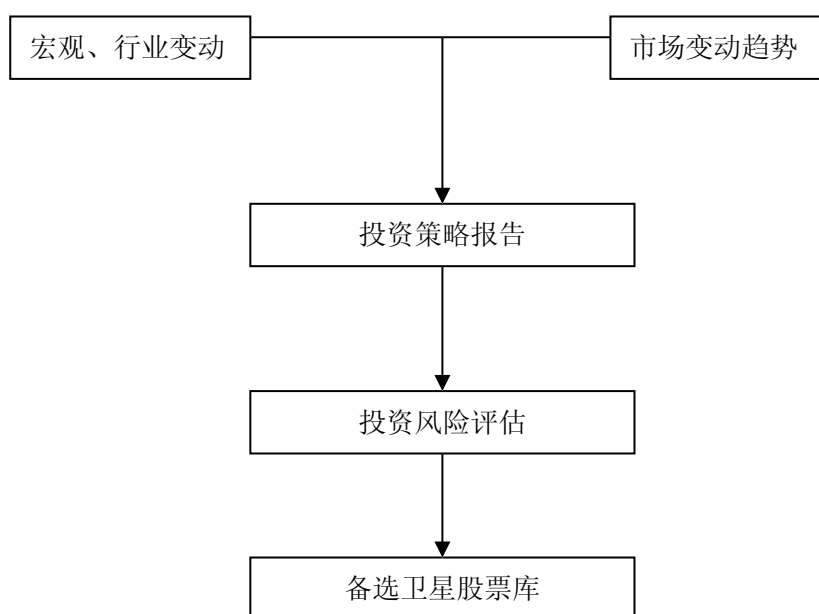 宏观、行业变动
市场变动趋势
投资策略报告
投资风险评估
备选卫星股票库